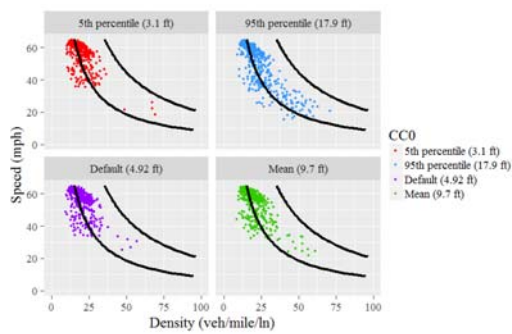 5th percentile (3.1 ft)
95th percentile (17.9 ft)
60
40
20
0
Default (4.92 ft)
Mean (9.7 ft)
60
40
20
0
0 25 50 75 100
0 25 50 75 100
Speed (mph)
Density (veh/mile/ln)
CC0
5th percentile (3.1 ft)
95th percentile (17.9 ft)
Default (4.92 ft)
Mean (9.7 ft)